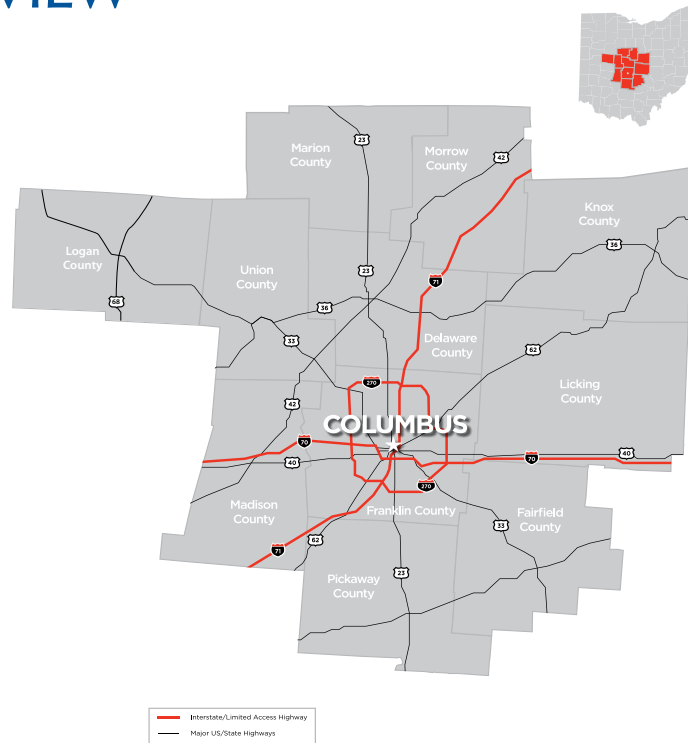 VIEW
23
Marion
County
Morrow
County
42
Knox
County
Logan
County
36
Union
County
23
71
68
36
33
Delaware
County
62
Licking
County
270
42
COLUMBUS
70
40
40
70
270
Madison
County
Franklin County
Fairfield
County
33
62
71
23
Pickaway
County
Interstate/Limited Access Highway
Major US/State Highways